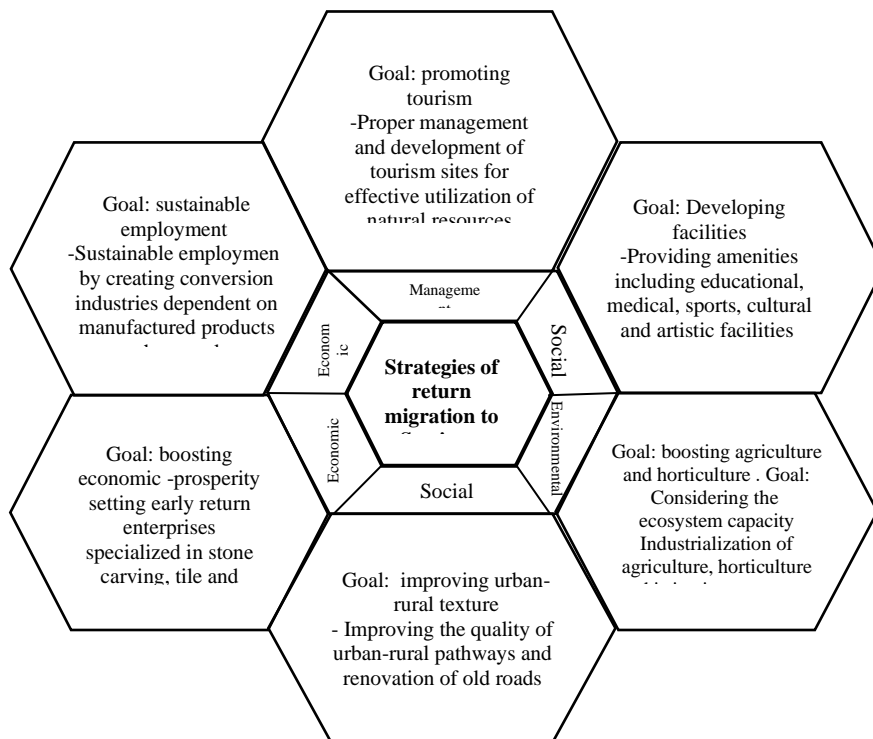 Goal: promoting
tourism
-Proper management
and development of
tourism sites for
effective utilization of
natural resources
Goal: sustainable
employment
-Sustainable employmen
by creating conversion
industries dependent on
manufactured products
Goal: Developing
facilities
-Providing amenities
including educational,
medical, sports, cultural
and artistic facilities
Manageme
Econom
ic
Social
Strategies of
return
migration to
Economic
Environmental
Social
Goal: boosting
economic -prosperity
setting early return
enterprises
specialized in stone
carving, tile and
Goal: boosting agriculture
and horticulture . Goal:
Considering the
ecosystem capacity
Industrialization of
agriculture, horticulture
Goal: improving urban-
rural texture
- Improving the quality of
urban-rural pathways and
renovation of old roads